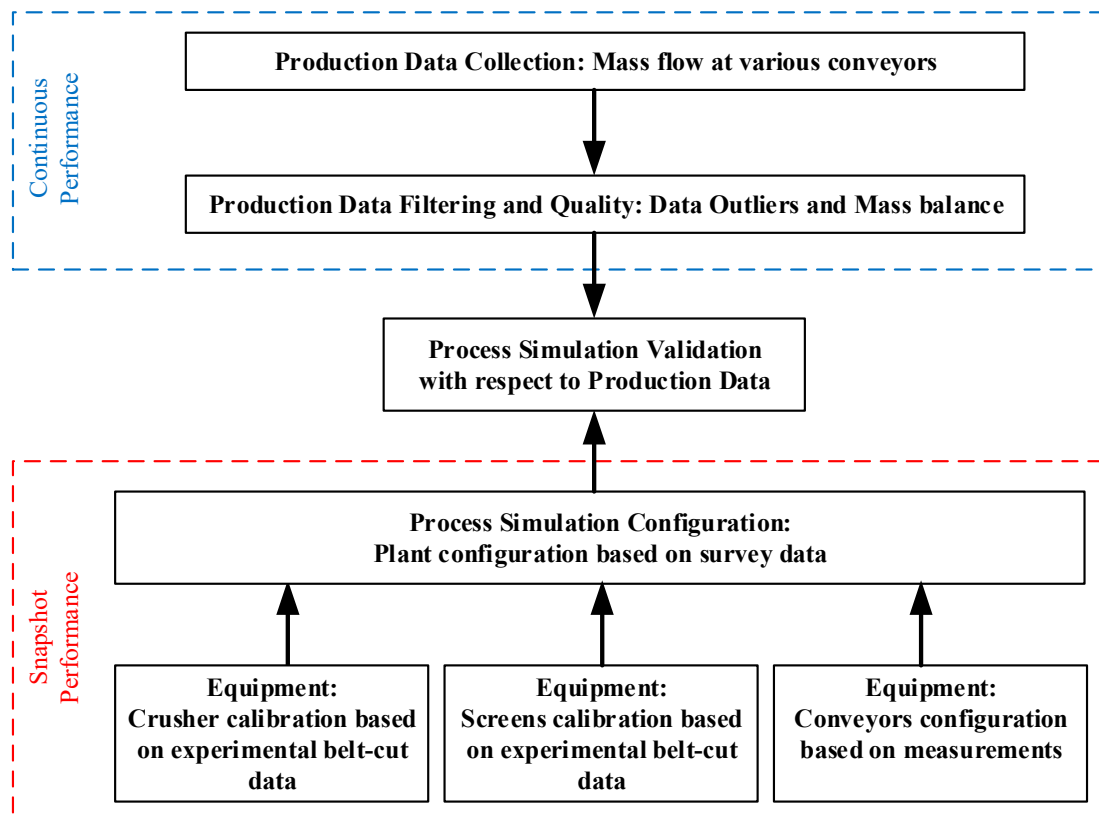 Continuous
Performance
Production Data Collection: Mass flow at various conveyors
Production Data Filtering and Quality: Data Outliers and Mass balance
Process Simulation Validation
with respect to Production Data
Snapshot
Performance
Process Simulation Configuration:
Plant configuration based on survey data
Equipment:
Crusher calibration based
on experimental belt-cut
data
Equipment:
Screens calibration based
on experimental belt-cut
data
Equipment:
Conveyors configuration
based on measurements